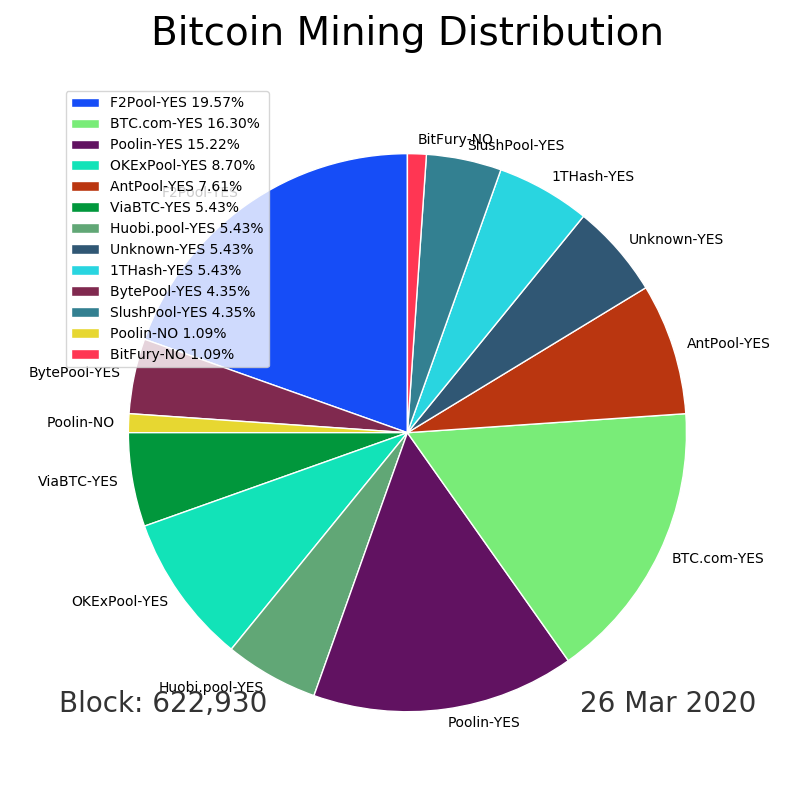 Bitcoin Mining Distribution
F2Pool-YES 19.57%
BTC.com-YES 16.30%
Poolin-YES 15.22%
OKExPool-YES 8.70%
AntPool-YES 7.61%
ViaBTC-YES 5.43%
Huobi.pool-YES 5.43%
Unknown-YES 5.43%
1THash-YES 5.43%
BytePool-YES 4.35%
SlushPool-YES 4.35%
Poolin-NO 1.09%
BitFury-NO 1.09%
BitFury-NO
SlushPool-YES
1THash-YES
F2Pool-YES
Unknown-YES
AntPool-YES
BytePool-YES
Poolin-NO
ViaBTC-YES
BTC.com-YES
OKExPool-YES
Huobi.pool-YES
Block: 622,930
26 Mar 2020
Poolin-YES